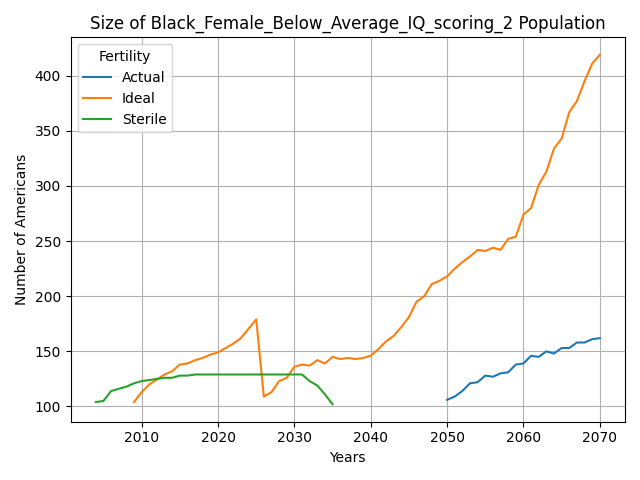 Size of Black_Female_Below_Average_IQ_scoring_2 Population
Fertility
Actual
Ideal
Sterile
Number of Americans
400
350
300
250
200
150
100
2010
2020
2030
2040
2050
2060
2070
Years